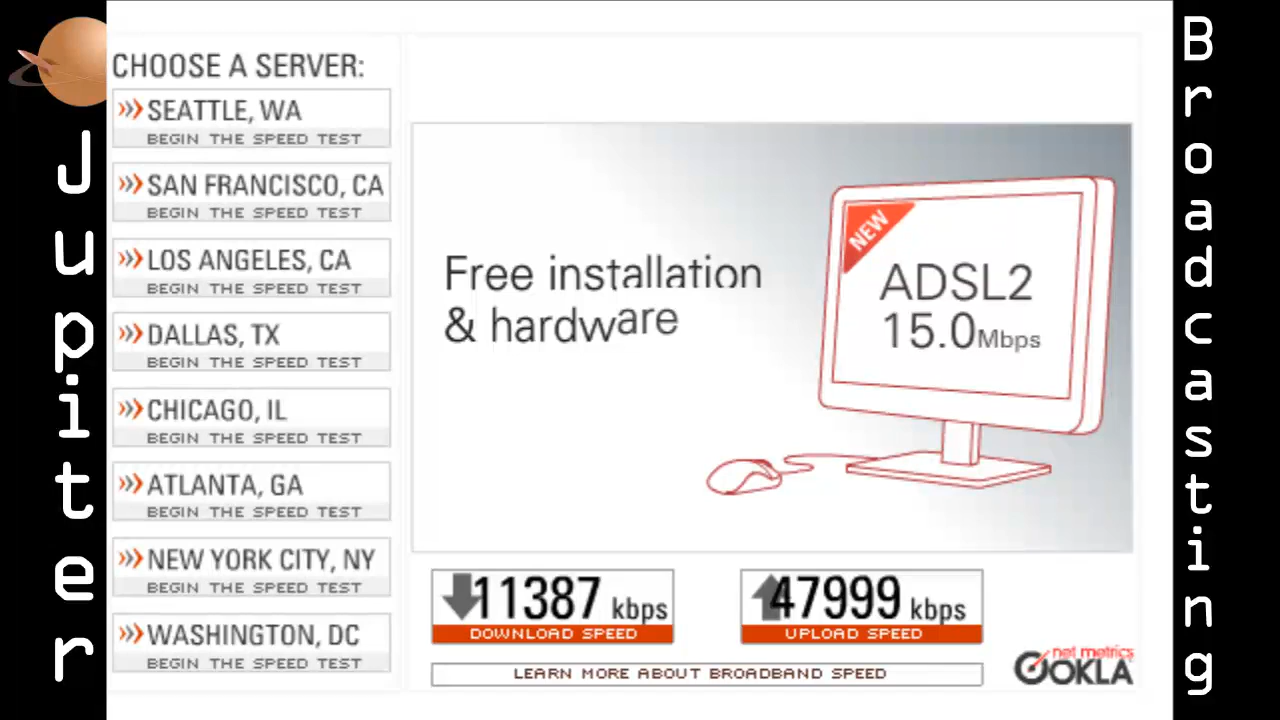 Jupiter
CHOOSE A SERVER:
SEATTLE, WA
BEGIN THE SPEED TEST
SAN FRANCISCO, CA
BEGIN THE SPEED TEST
LOS ANGELES, CA
BEGIN THE SPEED TEST
DALLAS, TX
BEGIN THE SPEED TEST
CHICAGO, IL
BEGIN THE SPEED TEST
ATLANTA, GA
BEGIN THE SPEED TEST
NEW YORK CITY, NY
BEGIN THE SPEED TEST
WASHINGTON, DC
BEGIN THE SPEED TEST
Free installation
& hardware
NEW
ADSL2
15.0Mbps
11387 kbps
DOWNLOAD SPEED
47999 kbps
UPLOAD SPEED
LEARN MORE ABOUT BROADBAND SPEED
net metrics
OOKLA
Broadcasting